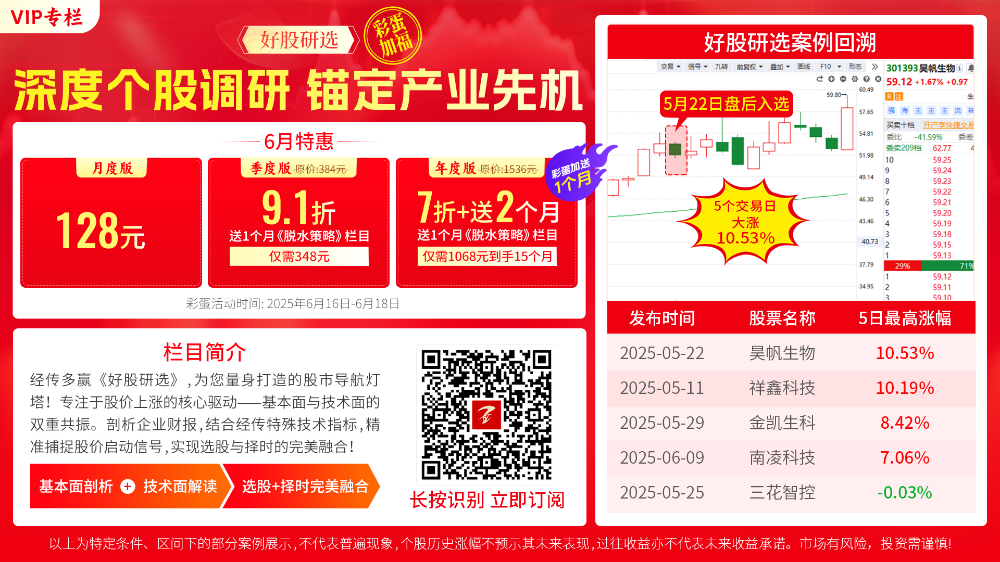 VIP专栏
好股研选
彩蛋
加福
深度个股调研 锚定产业先机
6月特惠
月度版
128元
季度版 原价:384元
9.1折
送1个月《脱水策略》栏目
仅需348元
年度版 原价:1536元
7折+送2个月
送1个月《脱水策略》栏目
仅需1068元到手15个月
彩蛋加送
1个月
彩蛋活动时间: 2025年6月16日-6月18日
栏目简介
经传多赢《好股研选》,为您量身打造的股市导航灯
塔！专注于股价上涨的核心驱动——基本面与技术面的
双重共振。剖析企业财报,结合经传特殊技术指标,精
准捕捉股价启动信号,实现选股与择时的完美融合!
基本面剖析 + 技术面解读
选股+择时完美融合
长按识别 立即订阅
好股研选案例回溯
交易 信号 九转 前复权 叠加 画线 F10 形态
301393昊帆生物
59.12 +1.67% +0.97
R 注 生
强 海 主 主 主 流 神
买卖十档 开户享快捷交易
委比 -41.59% 委差
委卖209档 62.77 4
10 59.25
9 59.24
8 59.23
7 59.22
6 59.21
5 59.20
4 59.19
3 59.18
2 59.15
1 59.13
29% 71%
1 59.12
2 59.11
3 59.10
60.49
57.65
54.81
51.98
49.14
46.30
43.46
40.73
37.79
34.95
59.80
5月22日盘后入选
5个交易日
大涨
10.53%
发布时间 股票名称 5日最高涨幅
2025-05-22 昊帆生物 10.53%
2025-05-11 祥鑫科技 10.19%
2025-05-29 金凯生科 8.42%
2025-06-09 南凌科技 7.06%
2025-05-25 三花智控 -0.03%
以上为特定条件、区间下的部分案例展示,不代表普遍现象,个股历史涨幅不预示其未来表现,过往收益亦不代表未来收益承诺。市场有风险，投资需谨慎!